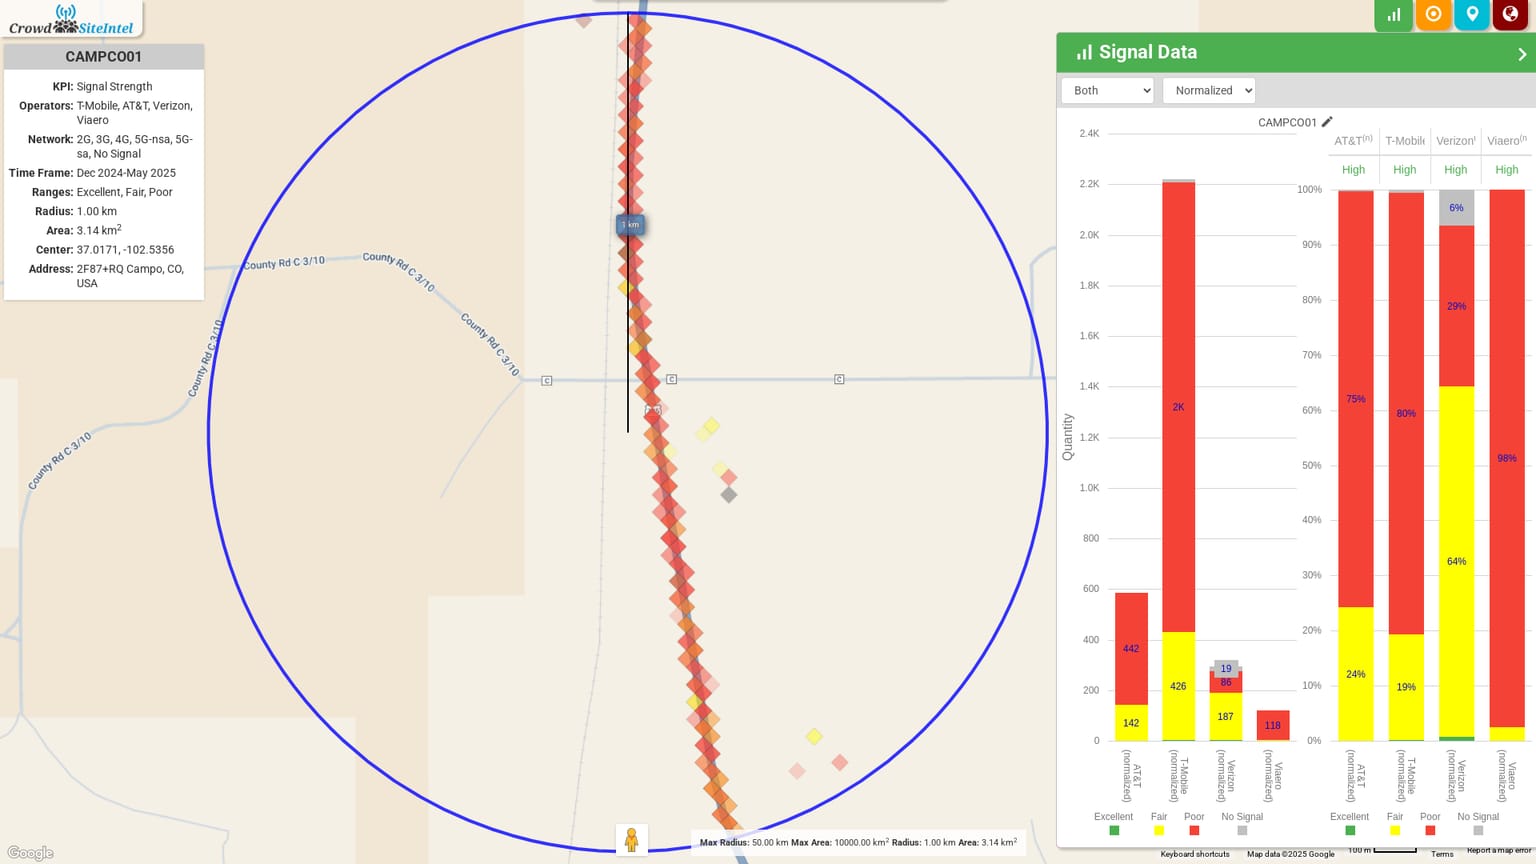 Crowd SiteIntel
CAMPCO01
KPI: Signal Strength
Operators: T-Mobile, AT&T, Verizon,
Viaero
Network: 2G, 3G, 4G, 5G-nsa, 5G-
sa, No Signal
Time Frame: Dec 2024-May 2025
Ranges: Excellent, Fair, Poor
Radius: 1.00 km
Area: 3.14 km²
Center: 37.0171, -102.5356
Address: 2F87+RQ Campo, CO,
USA
1 km
County Rd C 3/10
County Rd C 3/10
County Rd C 3/10
County Rd C 3/10
County Rd C 3/10
C
C
C
Google
Max Radius: 50.00 km Max Area: 10000.00 km² Radius: 1.00 km Area: 3.14 km²
Signal Data
Both
Normalized
CAMPCO01
2.4K
2.2K
2.0K
1.8K
1.6K
1.4K
1.2K
1.0K
800
600
400
200
0
Quantity
442
142
2K
426
19
86
187
118
AT&T
(normalized)
T-Mobile
(normalized)
Verizon
(normalized)
Viaero
(normalized)
Excellent
Fair
Poor
No Signal
AT&T(n)
T-Mobile
Verizon(
Viaero(n
High
High
High
High
100%
90%
80%
70%
60%
50%
40%
30%
20%
10%
0%
75%
24%
80%
19%
6%
29%
64%
98%
AT&T
(normalized)
T-Mobile
(normalized)
Verizon
(normalized)
Viaero
(normalized)
Excellent
Fair
Poor
No Signal
Keyboard shortcuts
Map data ©2025 Google
100 m
Terms
Report a map error